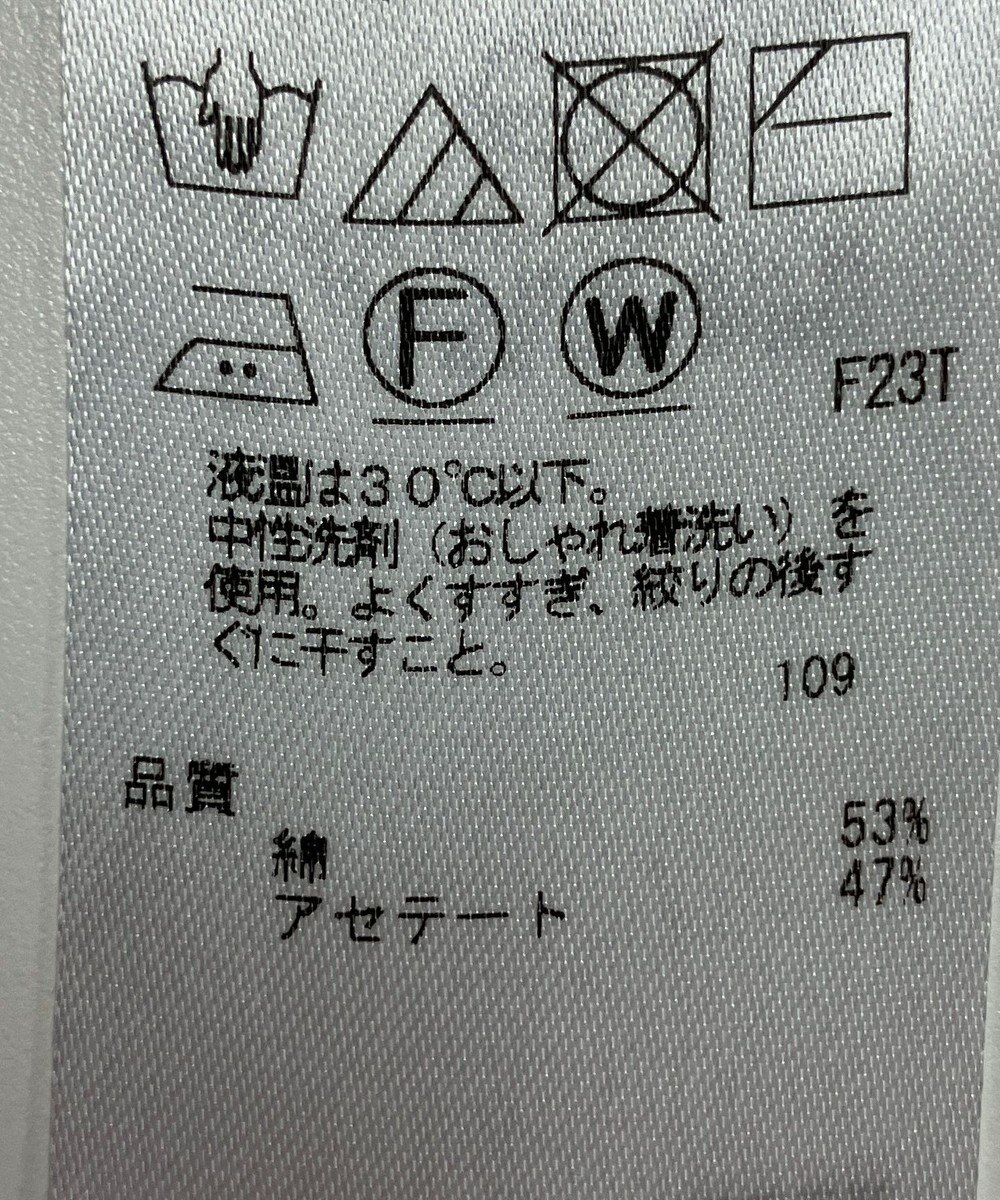 F W
F23T
液温は30℃以下。
中性洗剤（おしゃれ着洗い）を
使用。よくすすぎ、絞りの後す
ぐに干すこと。
109
品質
綿 53%
アセテート 47%